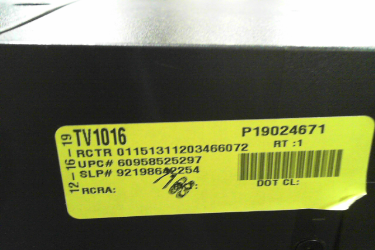 12-16-19
TV1016
P19024671
RCTR 01151311203466072
RT :1
UPC# 60958525297
SLP# 92198642254
RCRA:
DOT CL: